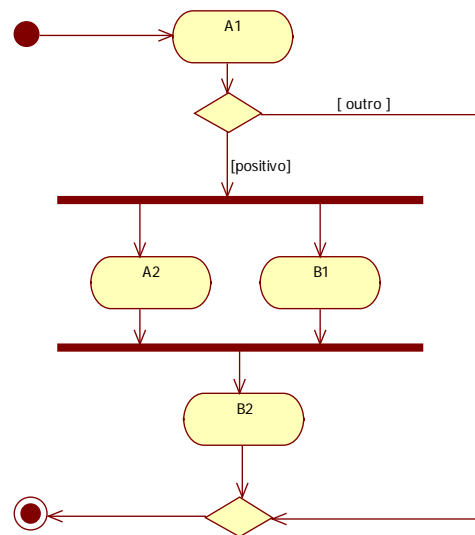 A1
[ outro ]
[positivo]
A2
B1
B2